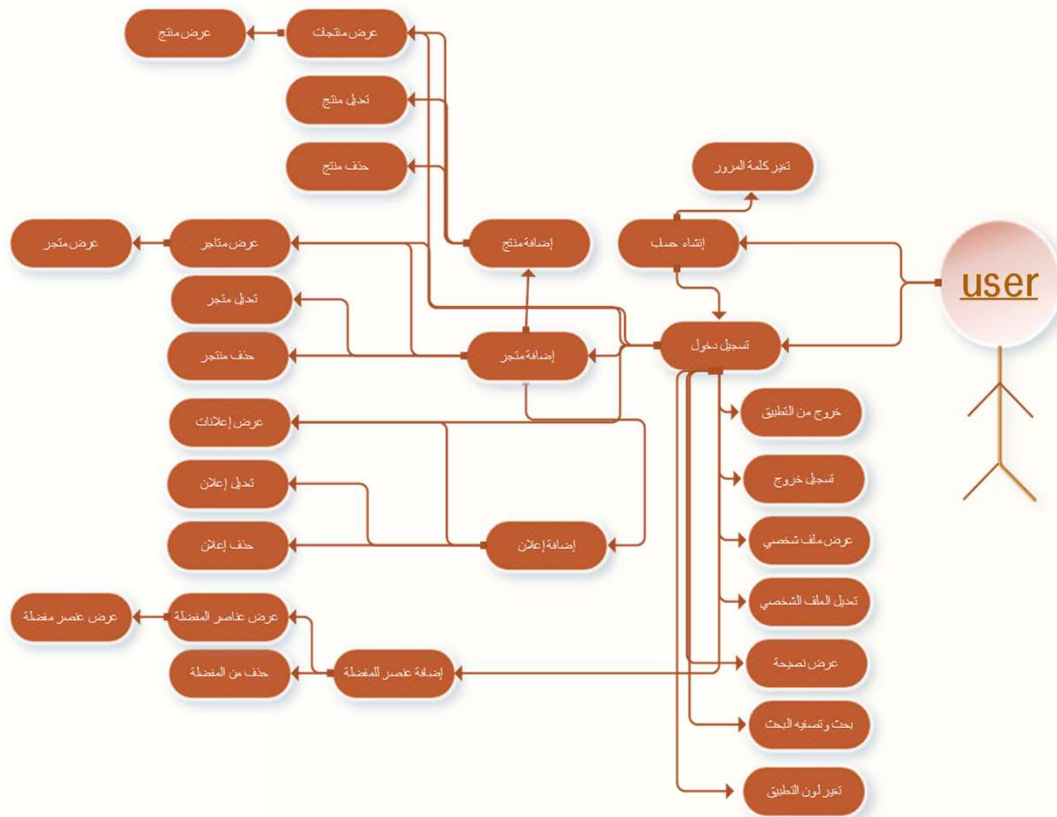 عرض منتجات
عرض منتج
تعديل منتج
حذف منتج
تغير كلمة المرور
إنشاء حساب
إضافة منتج
عرض متاجر
عرض متجر
user
تعديل متجر
تسجيل دخول
إضافة متجر
حذف متجر
خروج من التطبيق
عرض إعلانات
تسجيل خروج
تعديل إعلان
عرض ملف شخصي
إضافة إعلان
حذف إعلان
تعديل الملف الشخصي
عرض عناصر المفضلة
عرض عنصر مفضلة
عرض نصيحة
إضافة عنصر للمفضلة
حذف من المفضلة
بحث و تصفيه البحث
تغير لون التطبيق